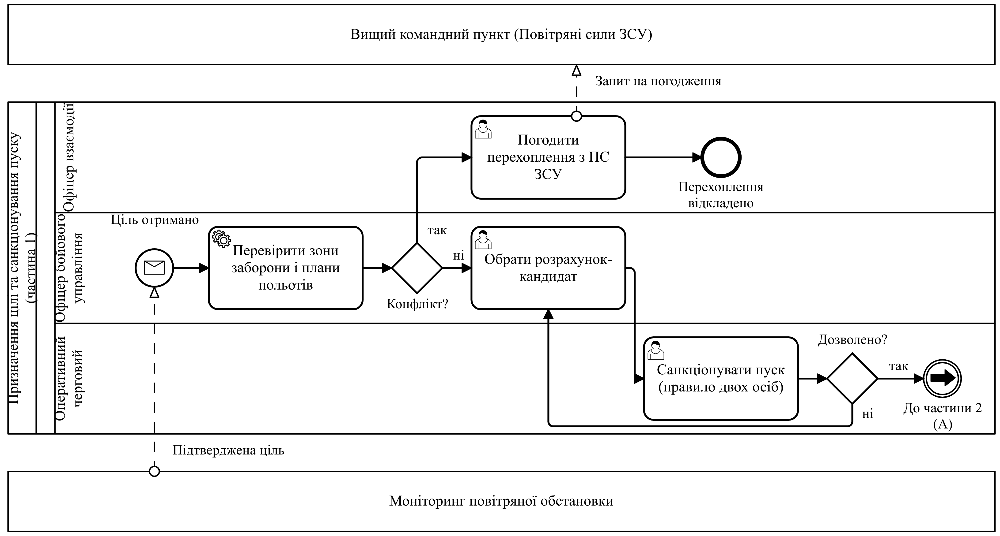 Вищий командний пункт (Повітряні сили ЗСУ)
Запит на погодження
Призначення цілі та санкціонування пуску
(частина 1)
Офіцер взаємодії
Погодити
перехоплення з ПС
ЗСУ
Перехоплення
відкладено
Офіцер бойового
управління
Ціль отримано
Перевірити зони
заборони і плани
польотів
так
ні
Конфлікт?
Обрати розрахунок-
кандидат
Оперативний
черговий
Санкціонувати пуск
(правило двох осіб)
Дозволено?
так
ні
До частини 2
(А)
Підтверджена ціль
Моніторинг повітряної обстановки